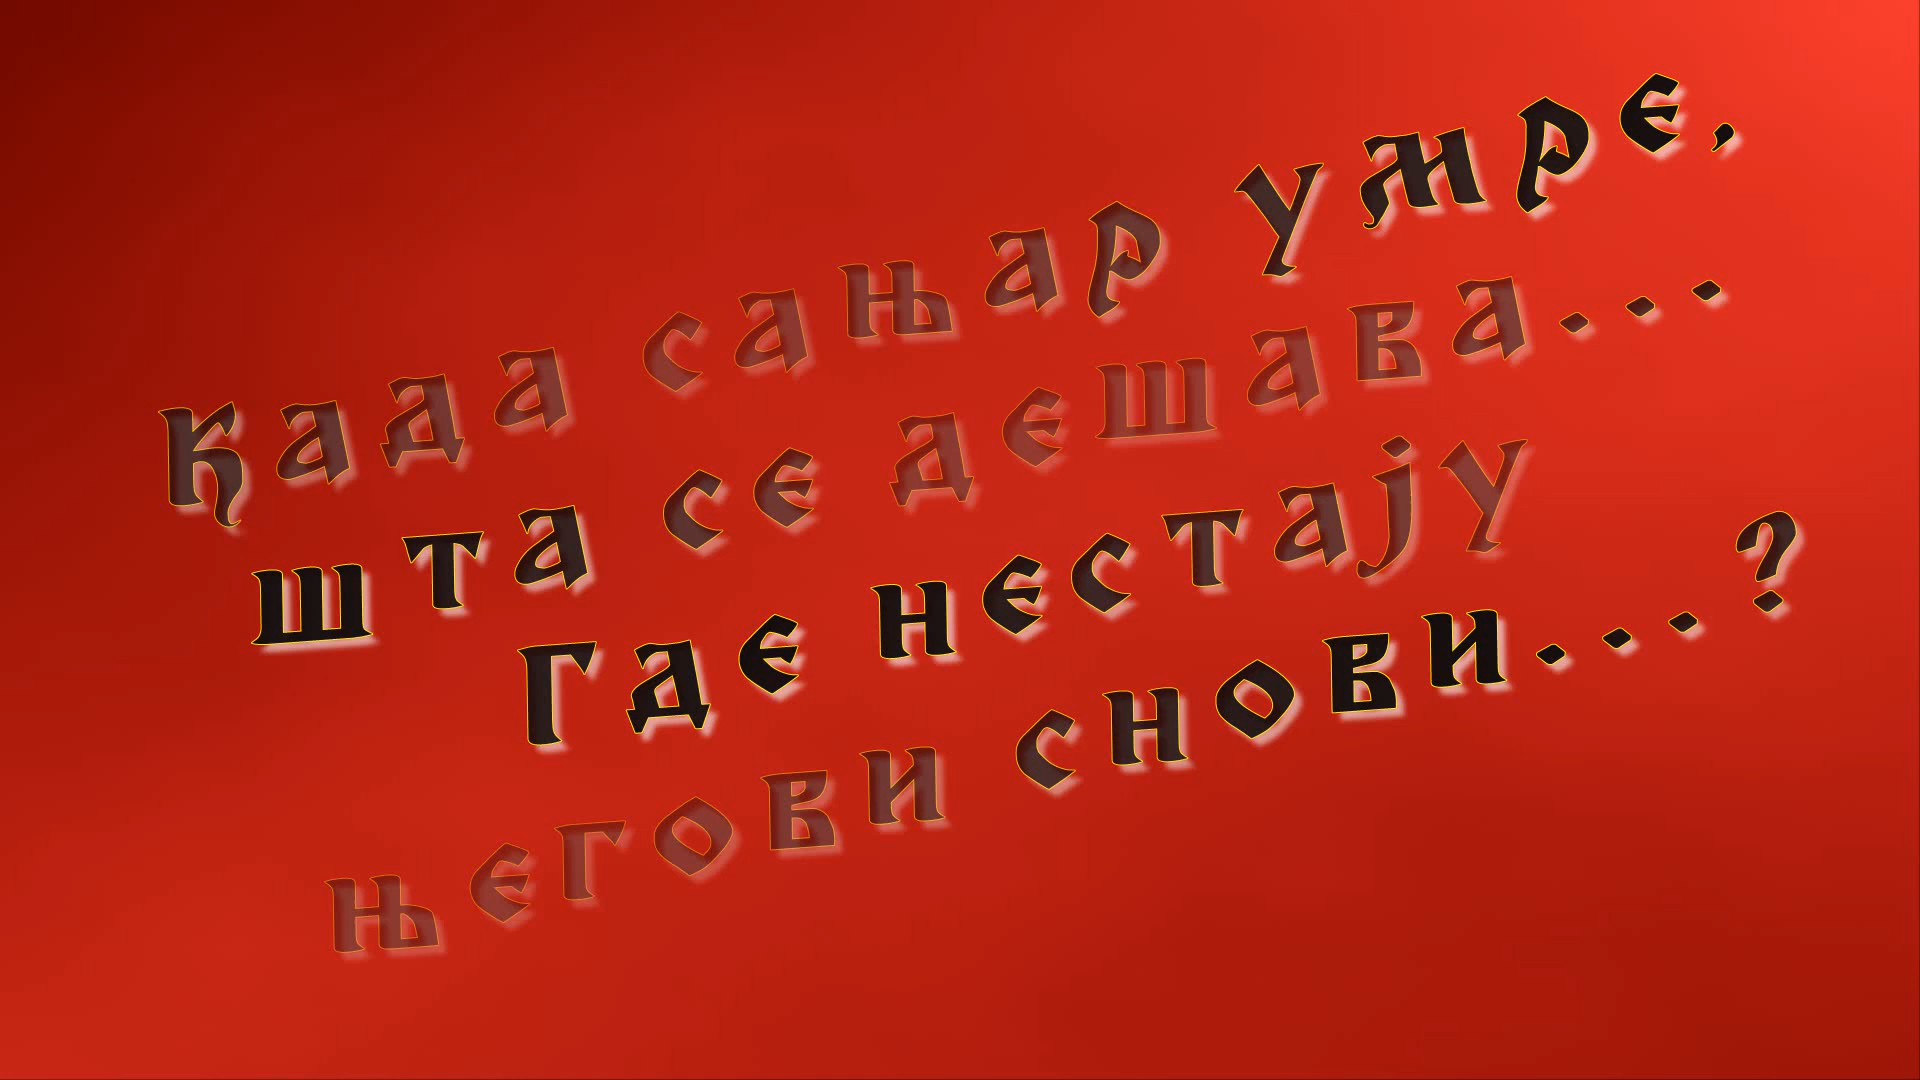 Када сањар умре,
шта се дешава...
Где нестају
његови снови...?